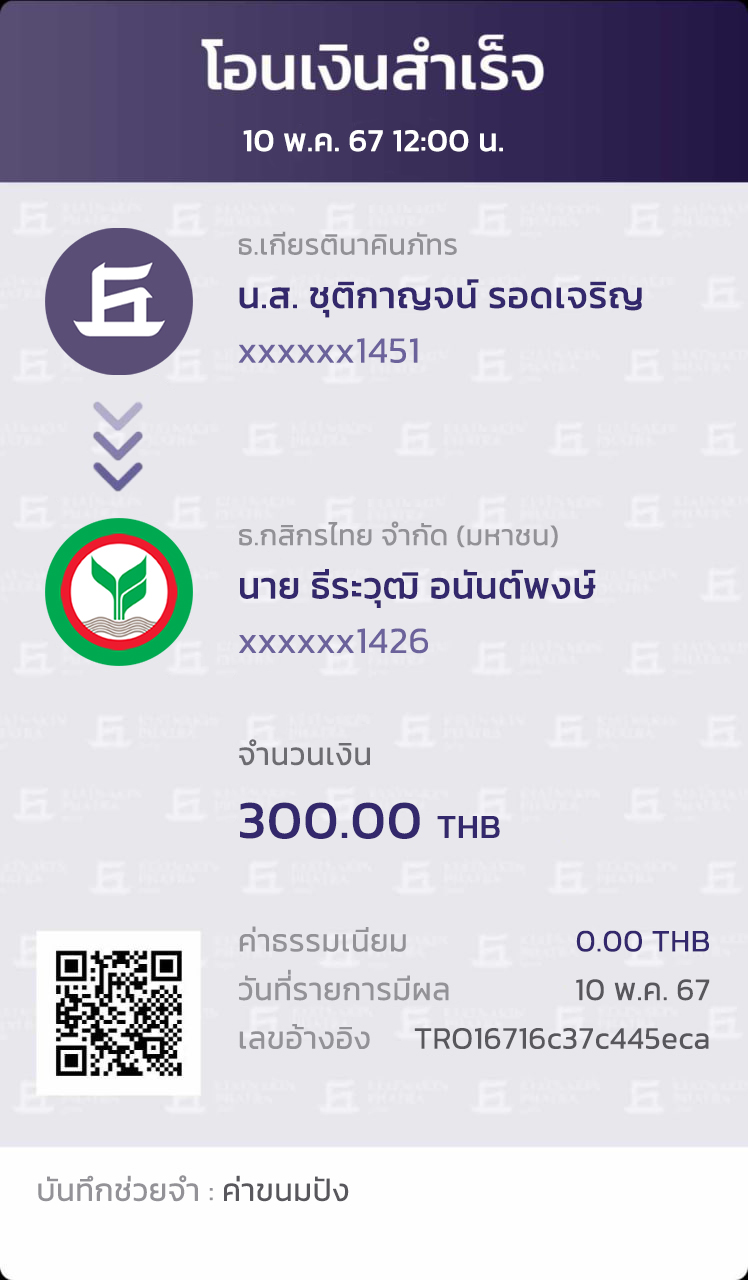 โอนเงินสำเร็จ
10 พ.ค. 67 12:00 น.
ธ.เกียรตินาคินภัทร
น.ส. ชุติกาญจน์ รอดเจริญ
xxxxxx1451
ธ.กสิกรไทย จำกัด (มหาชน)
นาย ธีระวุฒิ อนันต์พงษ์
xxxxxx1426
จำนวนเงิน
300.00 THB
ค่าธรรมเนียม 0.00 THB
วันที่รายการมีผล 10 พ.ค. 67
เลขอ้างอิง TRO16716c37c445eca
บันทึกช่วยจำ : ค่าขนมปัง